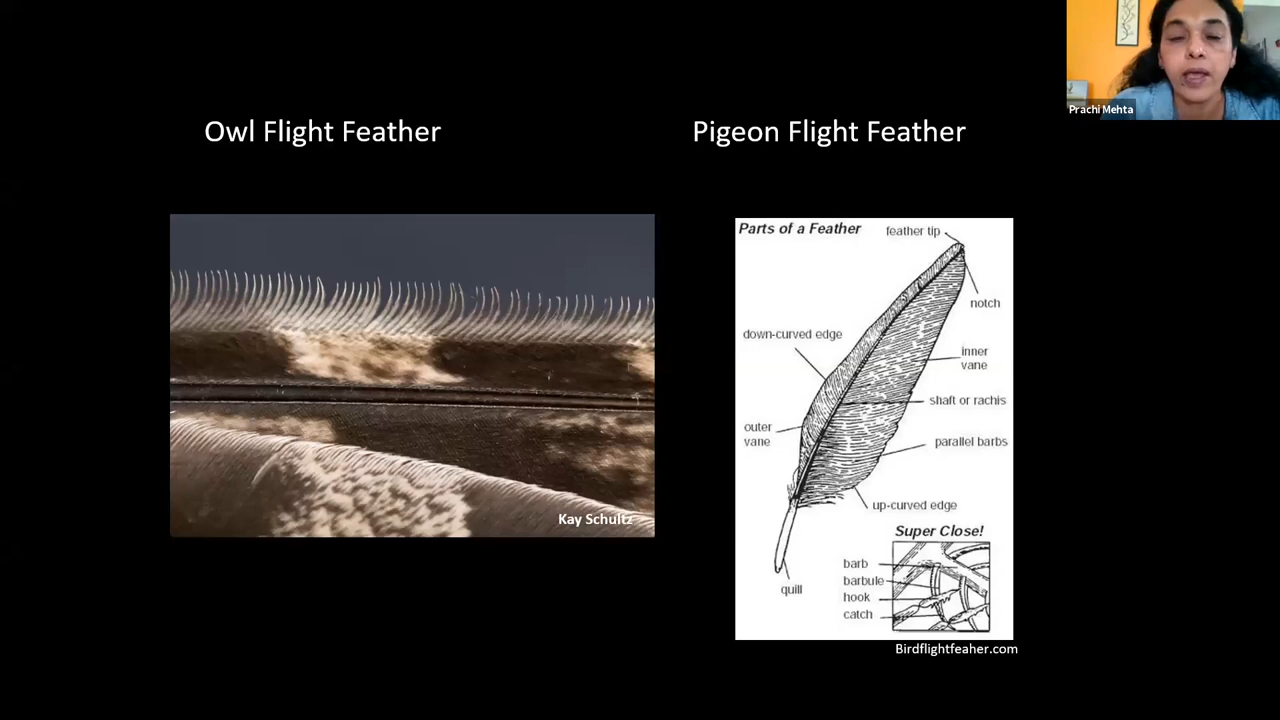 Prachi Mehta
Owl Flight Feather
Pigeon Flight Feather
Kay Schultz
Parts of a Feather
feather tip
notch
down-curved edge
inner
vane
shaft or rachis
outer
vane
parallel barbs
up-curved edge
Super Close!
barb
barbule
hook
catch
quill
Birdflightfeaher.com